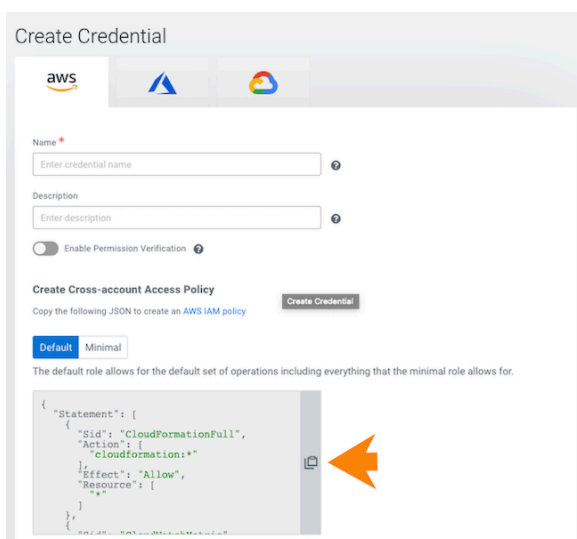 Create Credential
aws
Name *
Enter credential name
Description
Enter description
Enable Permission Verification
Create Cross-account Access Policy
Create Credential
Copy the following JSON to create an AWS IAM policy
Default Minimal
The default role allows for the default set of operations including everything that the minimal role allows for.
{
"Statement": [
{
"Sid": "CloudFormationFull",
"Action": [
"cloudformation:*"
],
"Effect": "Allow",
"Resource": [
"*"
]
},
{